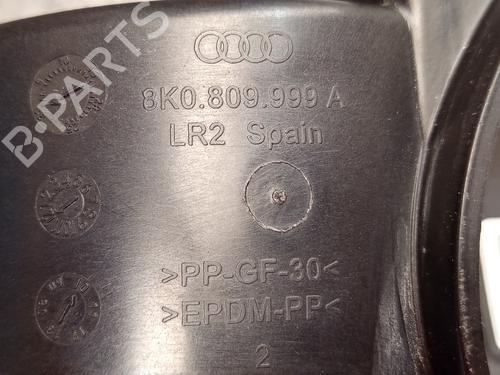 B-PARTS
8K0.809.999 A
LR2 Spain
>PP-GF-30<
>EPDM-PP<
2